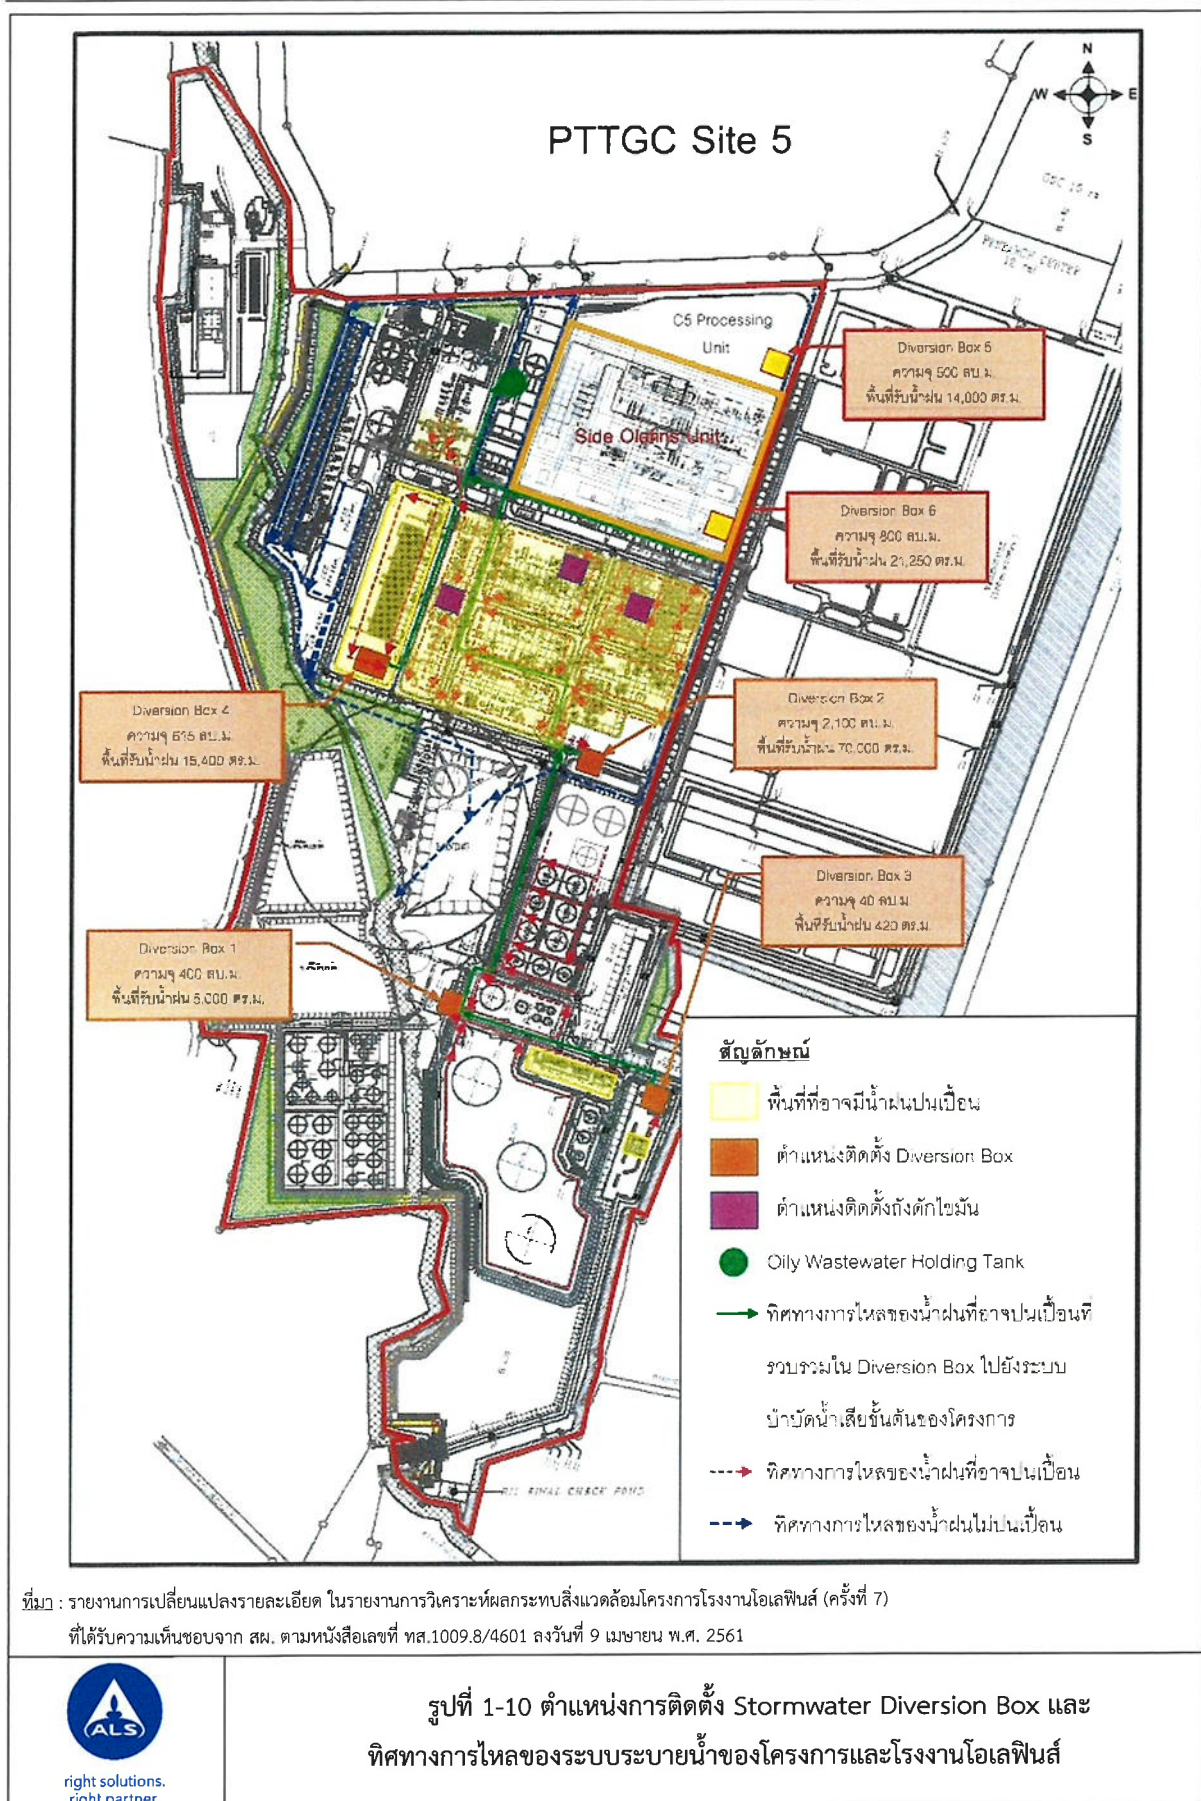 PTTGC Site 5
N
W
E
S
C5 Processing
Unit
Side Olefins Unit
Diversion Box 5
ความจุ 500 ลบ.ม.
พื้นที่รับน้ำฝน 14,000 ตร.ม.
Diversion Box 6
ความจุ 800 ลบ.ม.
พื้นที่รับน้ำฝน 21,250 ตร.ม.
Diversion Box 4
ความจุ 635 ลบ.ม.
พื้นที่รับน้ำฝน 15,400 ตร.ม.
Diversion Box 2
ความจุ 2,100 ลบ.ม.
พื้นที่รับน้ำฝน 70,000 ตร.ม.
Diversion Box 3
ความจุ 40 ลบ.ม
พื้นที่รับน้ำฝน 420 ตร.ม.
Diversion Box 1
ความจุ 400 ลบ.ม.
พื้นที่รับน้ำฝน 5,000 ตร.ม.
RESEARCH CENTER
FINAL CHECK POND
สัญลักษณ์
พื้นที่ที่อาจมีน้ำฝนปนเปื้อน
ตำแหน่งติดตั้ง Diversion Box
ตำแหน่งติดตั้งถังดักไขมัน
Oily Wastewater Holding Tank
ทิศทางการไหลของน้ำฝนที่อาจปนเปื้อนที่
รวบรวมใน Diversion Box ไปยังระบบ
บำบัดน้ำเสียขั้นต้นของโครงการ
ทิศทางการไหลของน้ำฝนที่อาจปนเปื้อน
ทิศทางการไหลของน้ำฝนไม่ปนเปื้อน
ที่มา : รายงานการเปลี่ยนแปลงรายละเอียด ในรายงานการวิเคราะห์ผลกระทบสิ่งแวดล้อมโครงการโรงงานโอเลฟินส์ (ครั้งที่ 7)
ที่ได้รับความเห็นชอบจาก สผ. ตามหนังสือเลขที่ ทส.1009.8/4601 ลงวันที่ 9 เมษายน พ.ศ. 2561
ALS
right solutions.
right partner.
รูปที่ 1-10 ตำแหน่งการติดตั้ง Stormwater Diversion Box และ
ทิศทางการไหลของระบบระบายน้ำของโครงการและโรงงานโอเลฟินส์